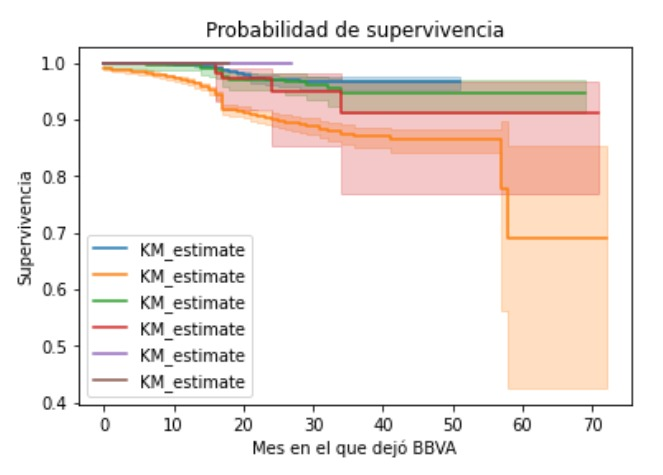 Probabilidad de supervivencia
1.0
0.9
0.8
0.7
0.6
0.5
0.4
Supervivencia
KM_estimate
KM_estimate
KM_estimate
KM_estimate
KM_estimate
KM_estimate
0 10 20 30 40 50 60 70
Mes en el que dejó BBVA